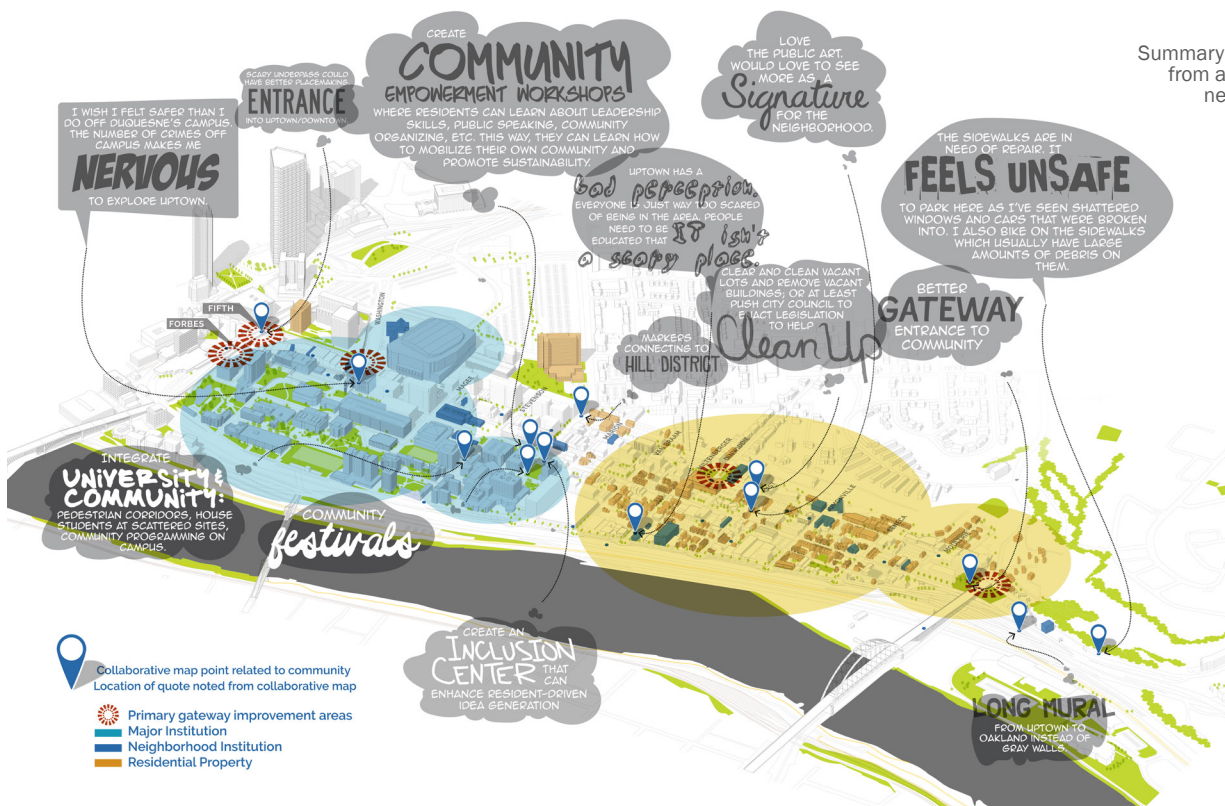 Summary
from a
ne
I WISH I FELT SAFER THAN I
DO OFF DUQUESNE'S CAMPUS.
THE NUMBER OF CRIMES OFF
CAMPUS MAKES ME
NERVOUS
TO EXPLORE UPTOWN.
SCARY UNDERPASS COULD
HAVE BETTER PLACEMAKING
ENTRANCE
INTO UPTOWN/DOWNTOWN.
CREATE
COMMUNITY
EMPOWERMENT WORKSHOPS
WHERE RESIDENTS CAN LEARN ABOUT LEADERSHIP
SKILLS, PUBLIC SPEAKING, COMMUNITY
ORGANIZING, ETC. THIS WAY, THEY CAN LEARN HOW
TO MOBILIZE THEIR OWN COMMUNITY AND
PROMOTE SUSTAINABILITY.
LOVE
THE PUBLIC ART.
WOULD LOVE TO SEE
MORE AS A
Signature
FOR THE
NEIGHBORHOOD.
THE SIDEWALKS ARE IN
NEED OF REPAIR. IT
FEELS UNSAFE
TO PARK HERE AS I'VE SEEN SHATTERED
WINDOWS AND CARS THAT WERE BROKEN
INTO. I ALSO BIKE ON THE SIDEWALKS
WHICH USUALLY HAVE LARGE
AMOUNTS OF DEBRIS ON
THEM.
UPTOWN HAS A
bad perception.
EVERYONE IS JUST WAY TOO SCARED
OF BEING IN THE AREA. PEOPLE
NEED TO BE
EDUCATED THAT IT isn't
a scary place.
CLEAR AND CLEAN VACANT
LOTS AND REMOVE VACANT
BUILDINGS; OR AT LEAST
PUSH CITY COUNCIL TO
ENACT LEGISLATION
TO HELP
Clean Up
BETTER
GATEWAY
ENTRANCE TO
COMMUNITY
MARKERS
CONNECTING TO
HILL DISTRICT
FIFTH
FORBES
WASHINGTON
MAGEE
STEVENSON
INTEGRATE
UNIVERSITY &
COMMUNITY:
PEDESTRIAN CORRIDORS, HOUSE
STUDENTS AT SCATTERED SITES,
COMMUNITY PROGRAMMING ON
CAMPUS.
COMMUNITY
festivals
CREATE AN
INCLUSION
CENTER THAT
CAN
ENHANCE RESIDENT-DRIVEN
IDEA GENERATION
LONG MURAL
FROM UPTOWN TO
OAKLAND INSTEAD OF
GRAY WALLS.
Collaborative map point related to community
Location of quote noted from collaborative map
Primary gateway improvement areas
Major Institution
Neighborhood Institution
Residential Property